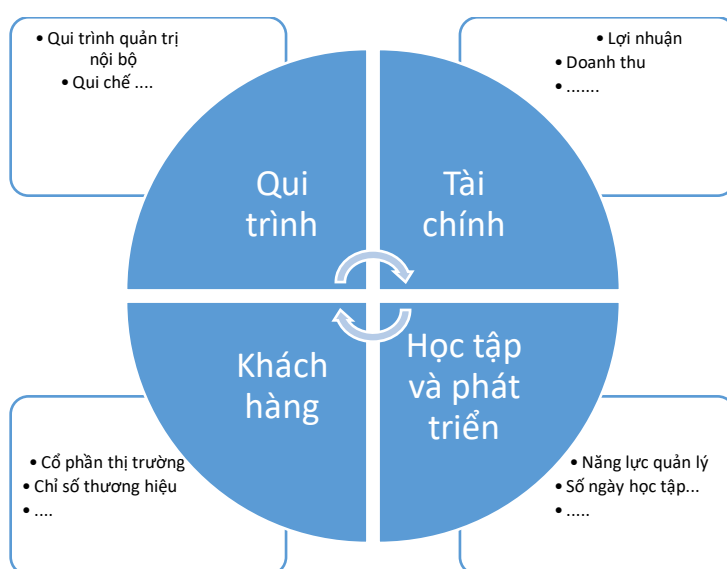 • Qui trình quản trị
nội bộ
• Qui chế ....
• Lợi nhuận
• Doanh thu
• .......
Qui
trình
Tài
chính
Khách
hàng
Học tập
và phát
triển
• Cổ phần thị trường
• Chỉ số thương hiệu
• ....
• Năng lực quản lý
• Số ngày học tập...
• .....